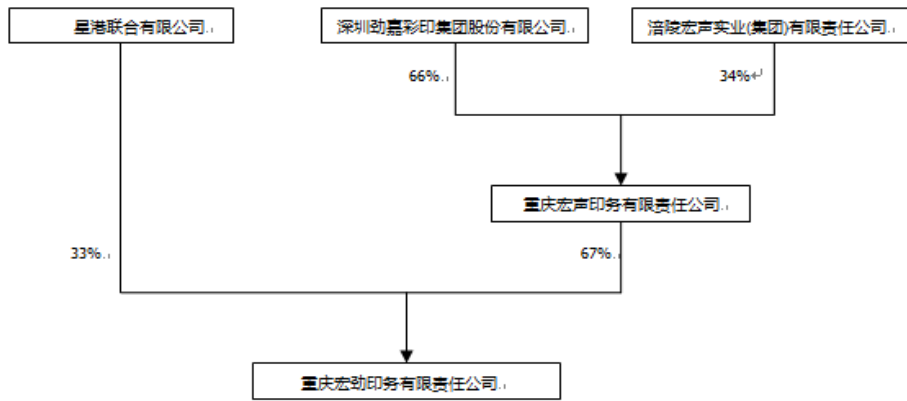 星港联合有限公司
深圳劲嘉彩印集团股份有限公司
涪陵宏声实业(集团)有限责任公司
66%
34%
重庆宏声印务有限责任公司
33%
67%
重庆宏劲印务有限责任公司